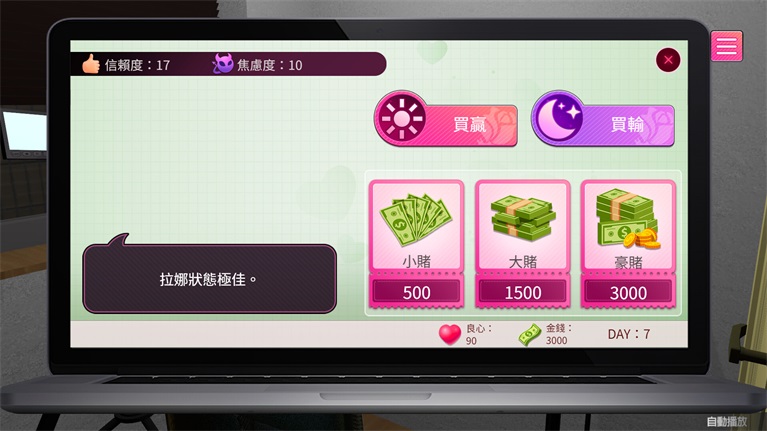 信賴度：17
焦慮度：10
買贏
買輸
小賭
大賭
豪賭
500
1500
3000
拉娜狀態極佳。
良心：
90
金錢：
3000
DAY：7
自動播放